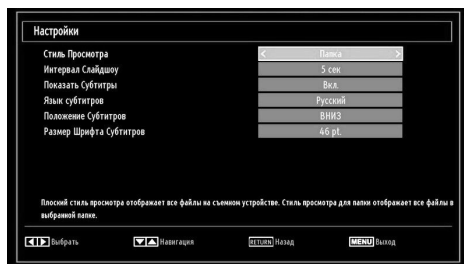 Настройки
Стиль Просмотра Папка
Интервал Слайдшоу 5 сек
Показать Субтитры Вкл.
Язык субтитров Русский
Положение Субтитров ВНИЗ
Размер Шрифта Субтитров 46 pt.
Плоский стиль просмотра отображает все файлы на съемном устройстве. Стиль просмотра для папки отображает все файлы в
выбранной папке.
Выбрать Навигация RETURN Назад MENU Выход